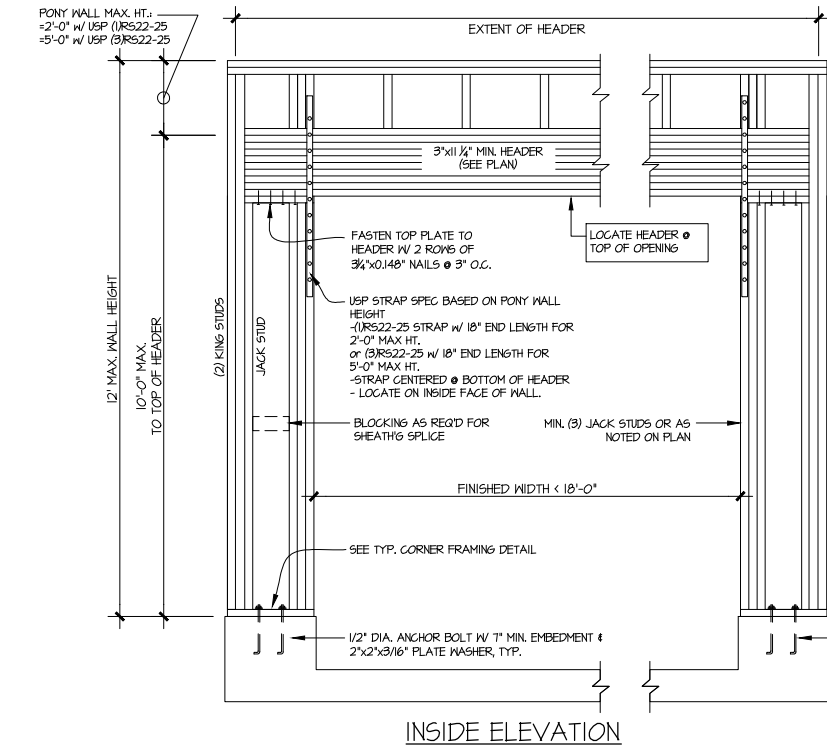 PONY WALL MAX. HT.:
=2'-0" W/ USP (1)RS22-25
=5'-0" W/ USP (3)RS22-25
EXTENT OF HEADER
3"x11 1/4" MIN. HEADER
(SEE PLAN)
FASTEN TOP PLATE TO
HEADER W/ 2 ROWS OF
3 1/4"x0.148" NAILS @ 3" O.C.
LOCATE HEADER @
TOP OF OPENING
USP STRAP SPEC BASED ON PONY WALL
HEIGHT
-(1)RS22-25 STRAP w/ 18" END LENGTH FOR
2'-0" MAX HT.
or (3)RS22-25 w/ 18" END LENGTH FOR
5'-0" MAX HT.
-STRAP CENTERED @ BOTTOM OF HEADER
- LOCATE ON INSIDE FACE OF WALL.
12' MAX. WALL HEIGHT
10'-0" MAX.
TO TOP OF HEADER
(2) KING STUDS
JACK STUD
BLOCKING AS REQ'D FOR
SHEATH'G SPLICE
MIN. (3) JACK STUDS OR AS
NOTED ON PLAN
FINISHED WIDTH < 18'-0"
SEE TYP. CORNER FRAMING DETAIL
1/2" DIA. ANCHOR BOLT W/ 7" MIN. EMBEDMENT &
2"x2"x3/16" PLATE WASHER, TYP.
INSIDE ELEVATION